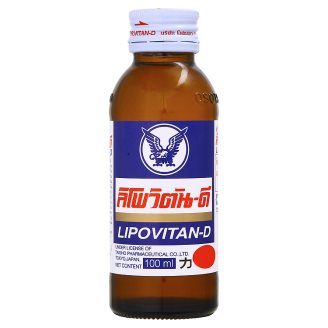 LIPOVITAN-D
ลิโพวิตัน-ดี
LIPOVITAN-D
UNDER LICENSE OF
TAISHO PHARMACEUTICAL CO.,LTD.
TOKYO,JAPAN.
NET CONTENT 100 ml 力